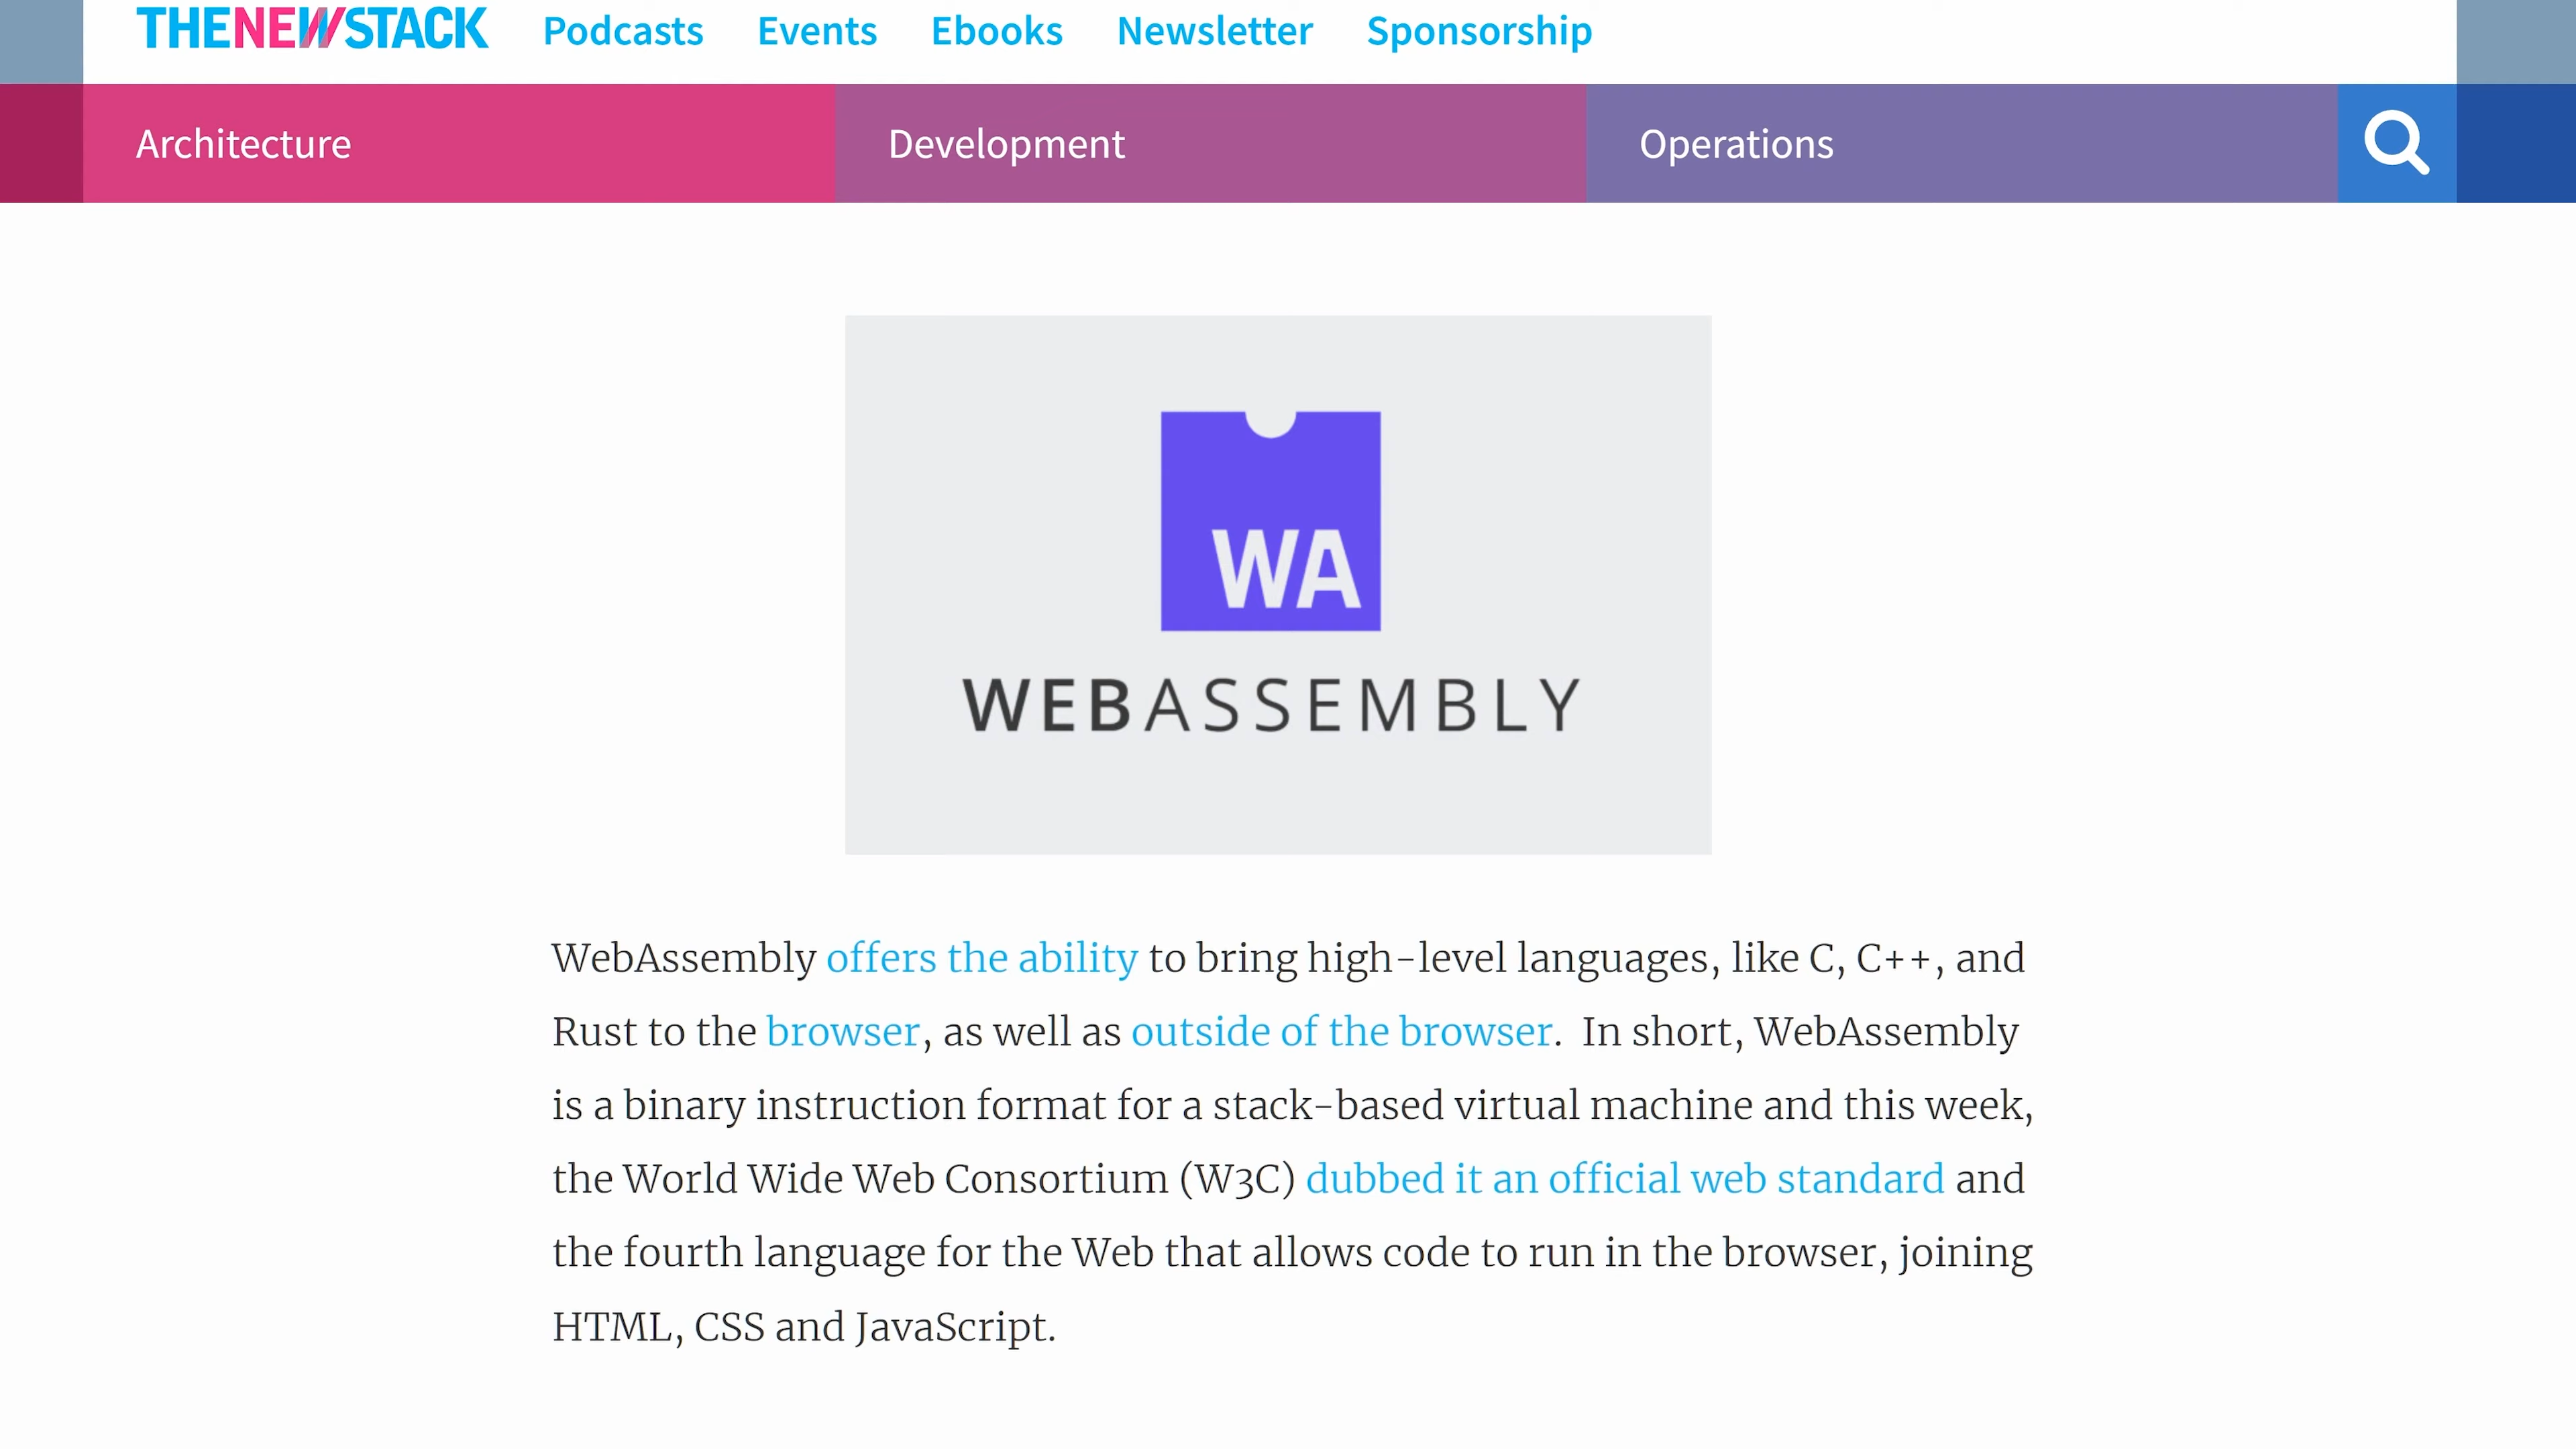 THENEWSTACK Podcasts Events Ebooks Newsletter Sponsorship
Architecture Development Operations
WA
WEBASSEMBLY
WebAssembly offers the ability to bring high-level languages, like C, C++, and
Rust to the browser, as well as outside of the browser. In short, WebAssembly
is a binary instruction format for a stack-based virtual machine and this week,
the World Wide Web Consortium (W3C) dubbed it an official web standard and
the fourth language for the Web that allows code to run in the browser, joining
HTML, CSS and JavaScript.